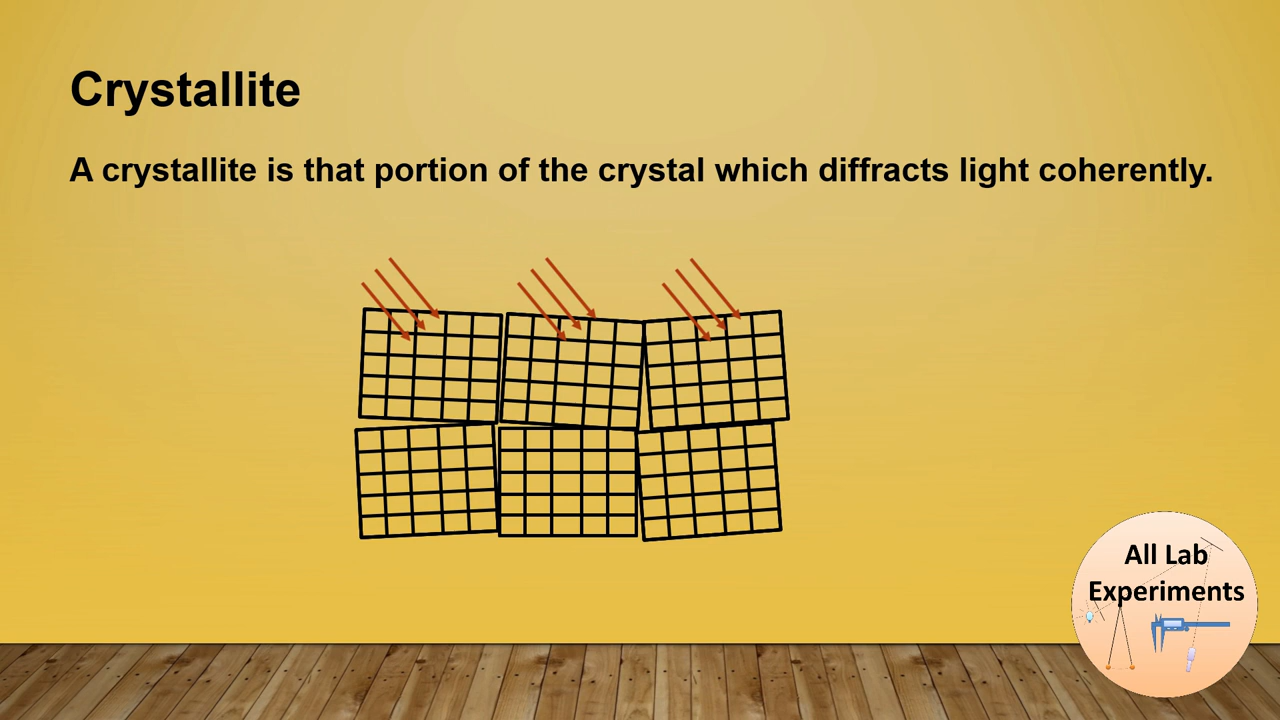 Crystallite
A crystallite is that portion of the crystal which diffracts light coherently.
All Lab
Experiments